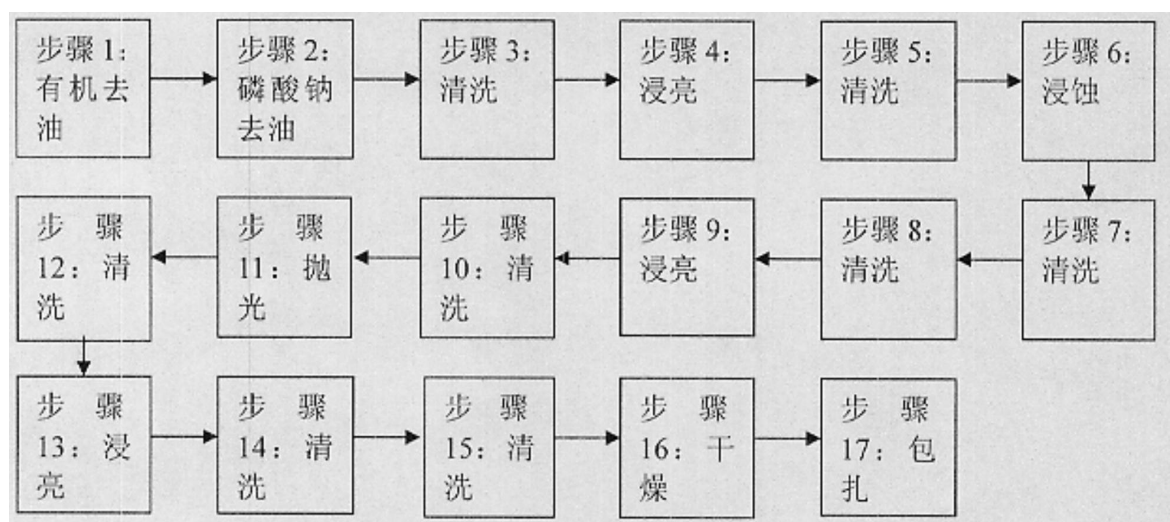 步骤 1：
有机去
油
步骤 2：
磷酸钠
去油
步骤 3：
清洗
步骤 4：
浸亮
步骤 5：
清洗
步骤 6：
浸蚀
步骤 7：
清洗
步骤 8：
清洗
步骤 9：
浸亮
步 骤
10：清
洗
步 骤
11：抛
光
步 骤
12：清
洗
步 骤
13：浸
亮
步 骤
14：清
洗
步 骤
15：清
洗
步 骤
16：干
燥
步 骤
17：包
扎